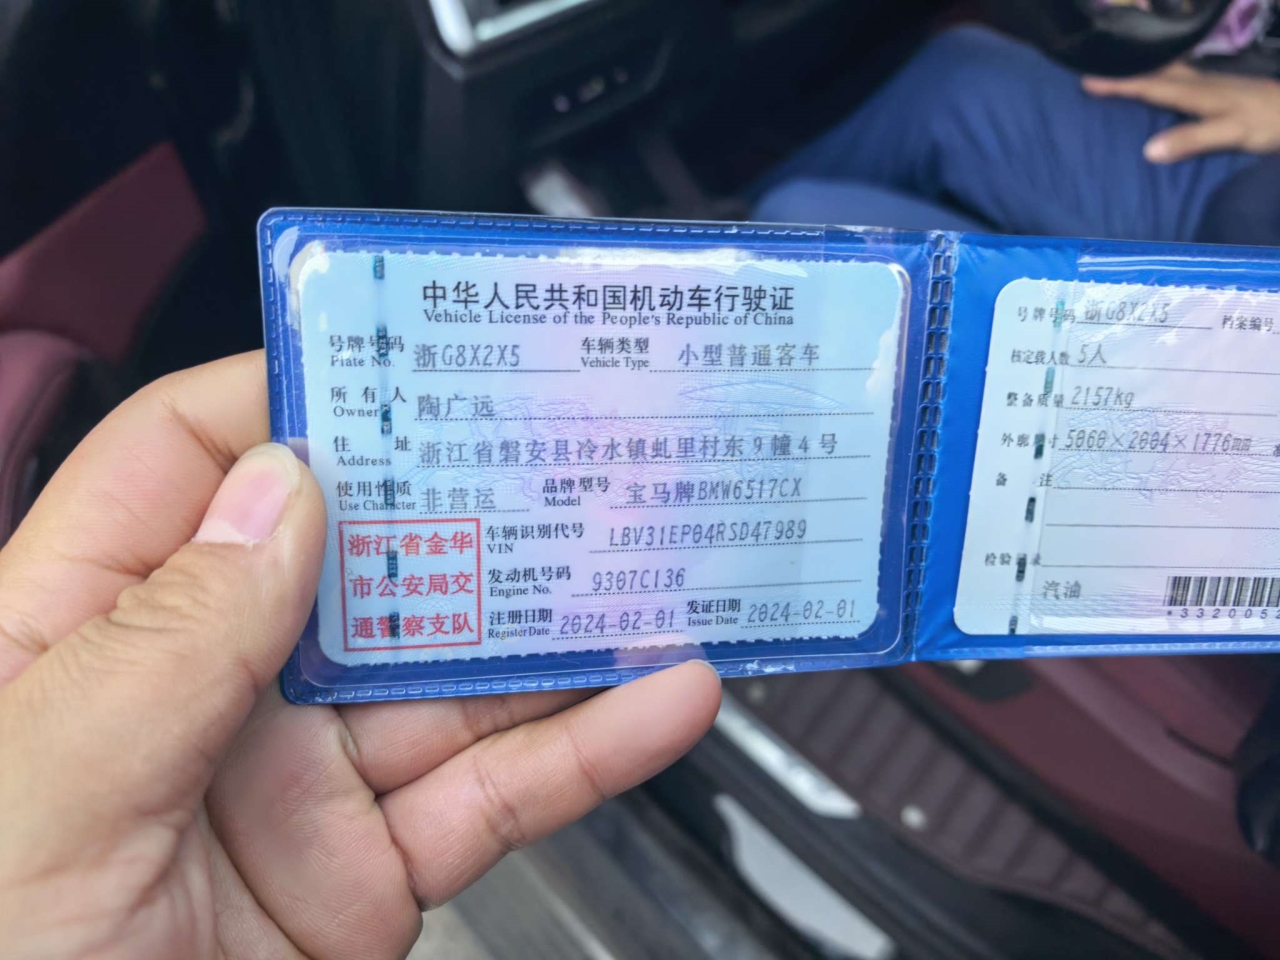 中华人民共和国机动车行驶证
Vehicle License of the People's Republic of China
号牌号码 浙G8X2X5 车辆类型 小型普通客车
Plate No. Vehicle Type
所有人 陶广远
Owner
住址 浙江省磐安县冷水镇虬里村东9幢4号
Address
使用性质 非营运 品牌型号 宝马牌BMW6517CX
Use Character Model
浙江省金华
市公安局交
通警察支队
车辆识别代号 LBV31EP04RSD47989
VIN
发动机号码 9307C136
Engine No.
注册日期 2024-02-01 发证日期 2024-02-01
Register Date Issue Date
号牌号码 浙G8X2X5 档案编号
核定载人数 5人
整备质量 2157kg
外廓尺寸 5060×2004×1776mm
备注
检验记录
汽油
*332005